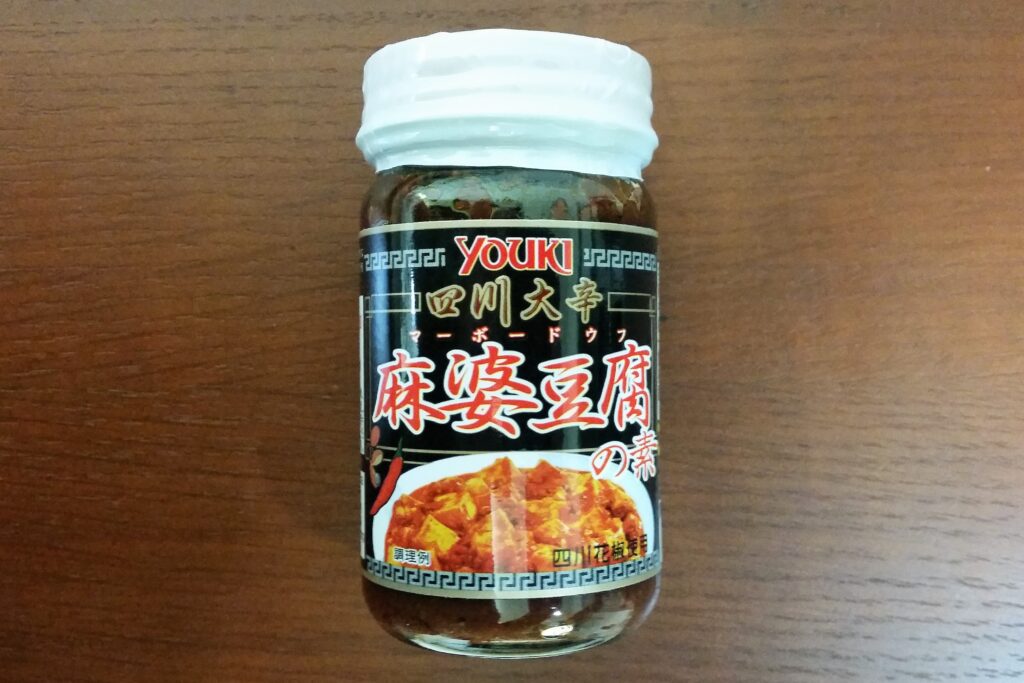 YOUKI
四川大辛
マーボードウフ
麻婆豆腐
の素
調理例
四川花椒使用